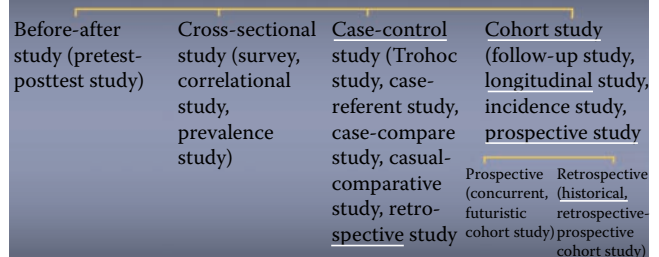 Before-after
study (pretest-
posttest study)
Cross-sectional
study (survey,
correlational
study,
prevalence
study)
Case-control
study (Trohoc
study, case-
referent study,
case-compare
study, casual-
comparative
study, retro-
spective study
Cohort study
(follow-up study,
longitudinal study,
incidence study,
prospective study
Prospective
(concurrent,
futuristic
cohort study)
Retrospective
(historical,
retrospective-
prospective
cohort study)